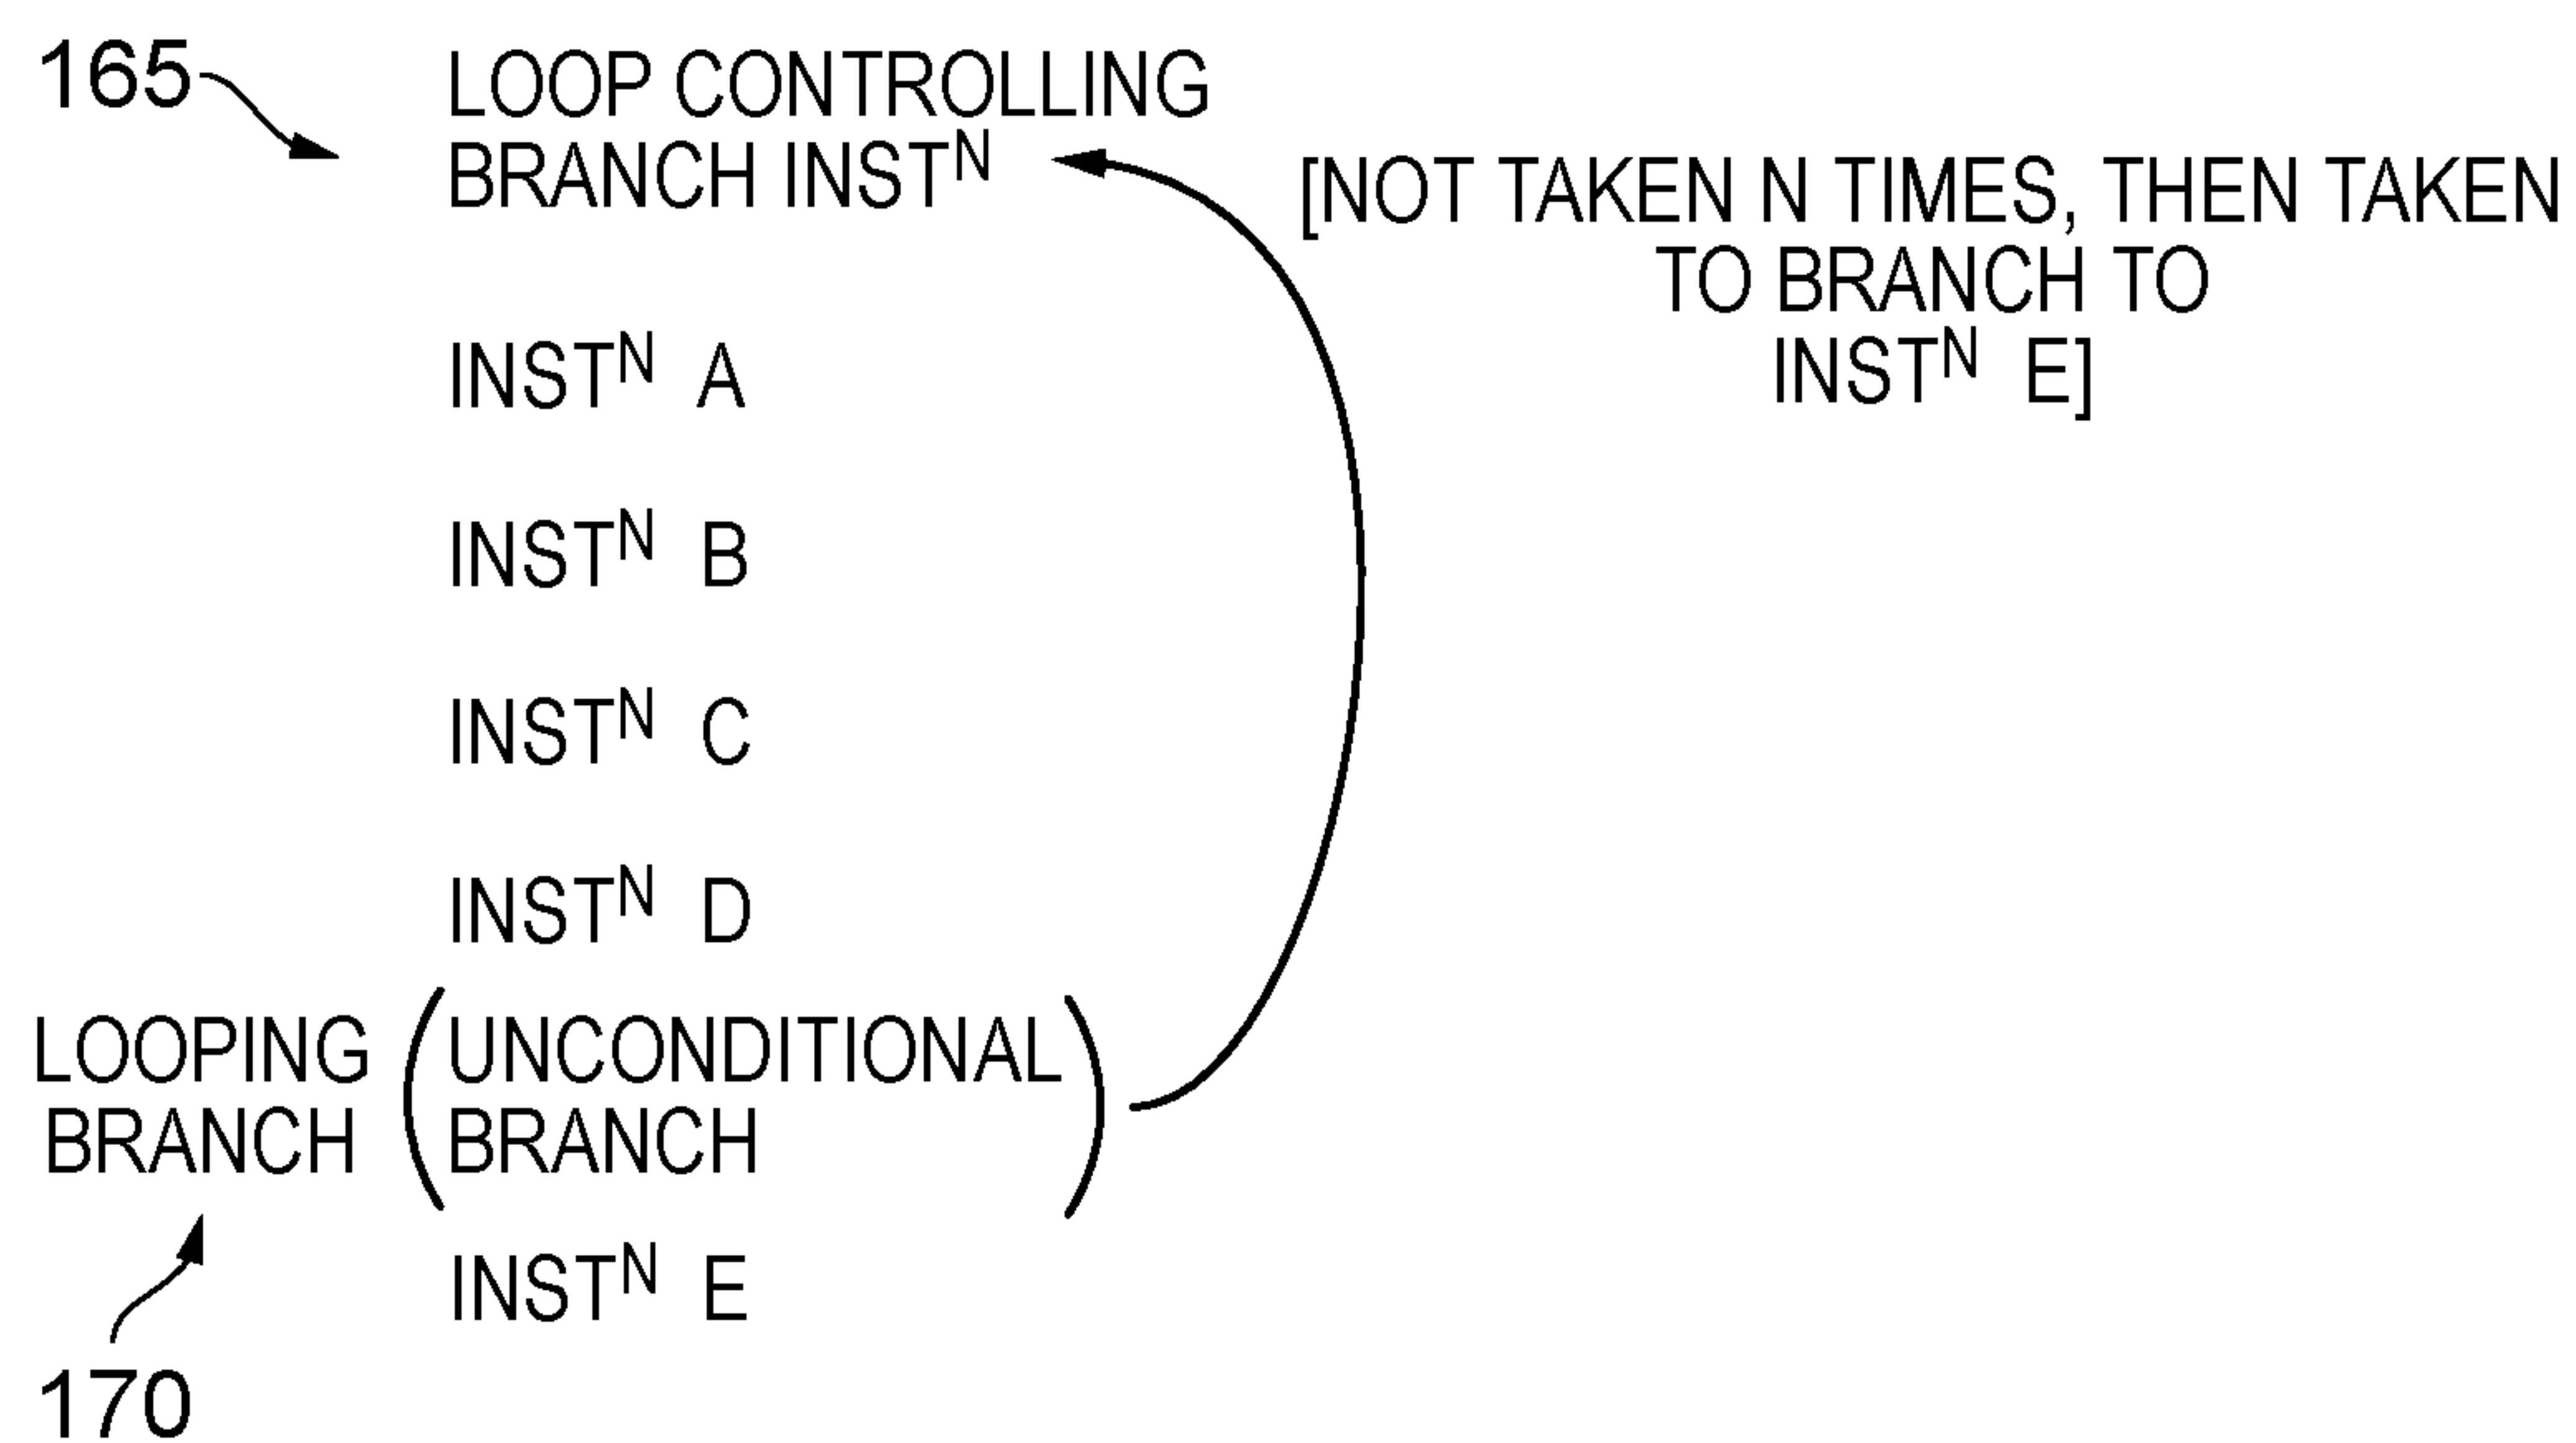 165
LOOP CONTROLLING
BRANCH INSTᴺ
[NOT TAKEN N TIMES, THEN TAKEN
TO BRANCH TO
INSTᴺ E]
INSTᴺ A
INSTᴺ B
INSTᴺ C
INSTᴺ D
LOOPING
BRANCH
(UNCONDITIONAL
BRANCH)
INSTᴺ E
170